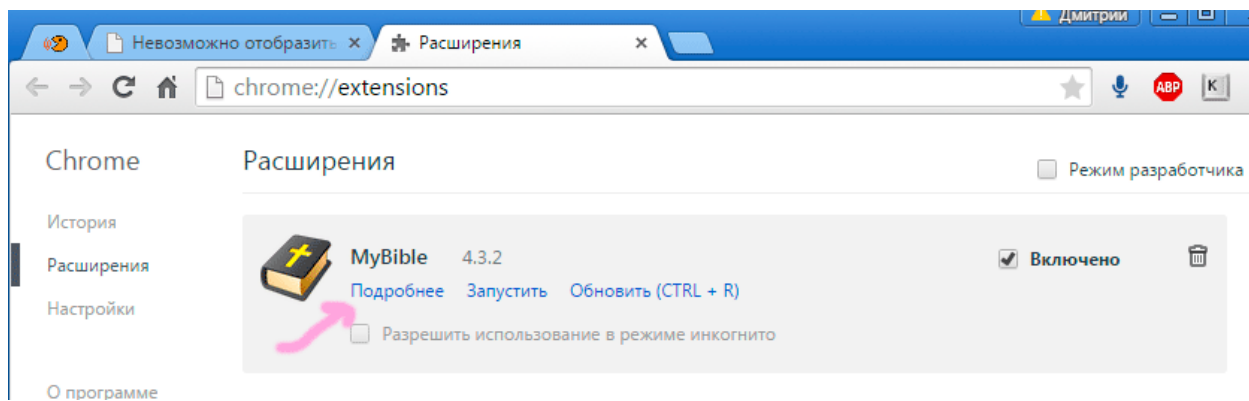 Дмитрий
Невозможно отобразить
Расширения
chrome://extensions
ABP
K
Chrome
Расширения
Режим разработчика
История
Расширения
Настройки
О программе
MyBible 4.3.2
Включено
Подробнее Запустить Обновить (CTRL + R)
Разрешить использование в режиме инкогнито